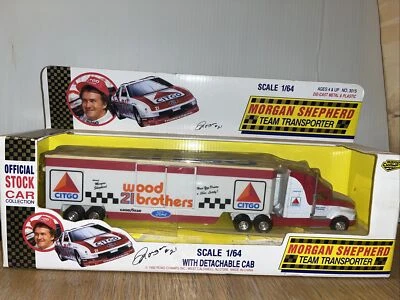 CITGO
SCALE 1/64
AGES 4 & UP NO. 3015
DIE-CAST METAL & PLASTIC
MORGAN SHEPHERD
TEAM TRANSPORTER
OFFICIAL
STOCK
CAR
COLLECTION
CITGO
wood
21 brothers
GOODYEAR
Ford
CITGO
SCALE 1/64
WITH DETACHABLE CAB
MORGAN SHEPHERD
TEAM TRANSPORTER